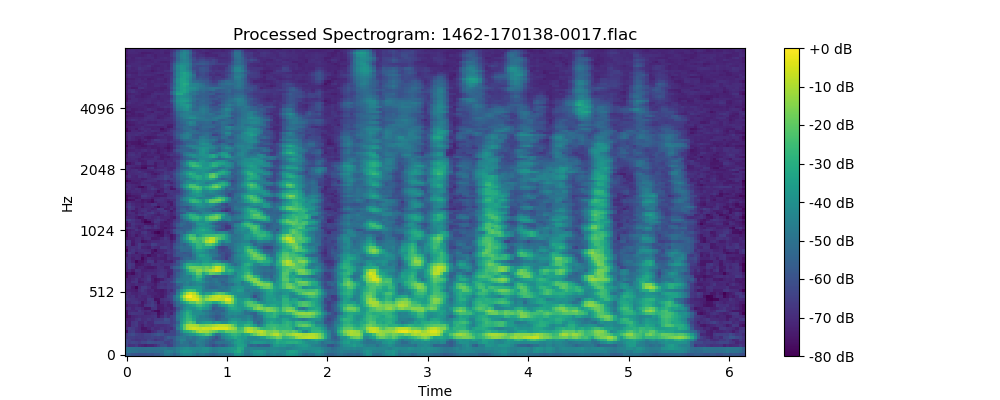 Processed Spectrogram: 1462-170138-0017.flac
Hz
4096
2048
1024
512
0
0 1 2 3 4 5 6
Time
+0 dB
-10 dB
-20 dB
-30 dB
-40 dB
-50 dB
-60 dB
-70 dB
-80 dB